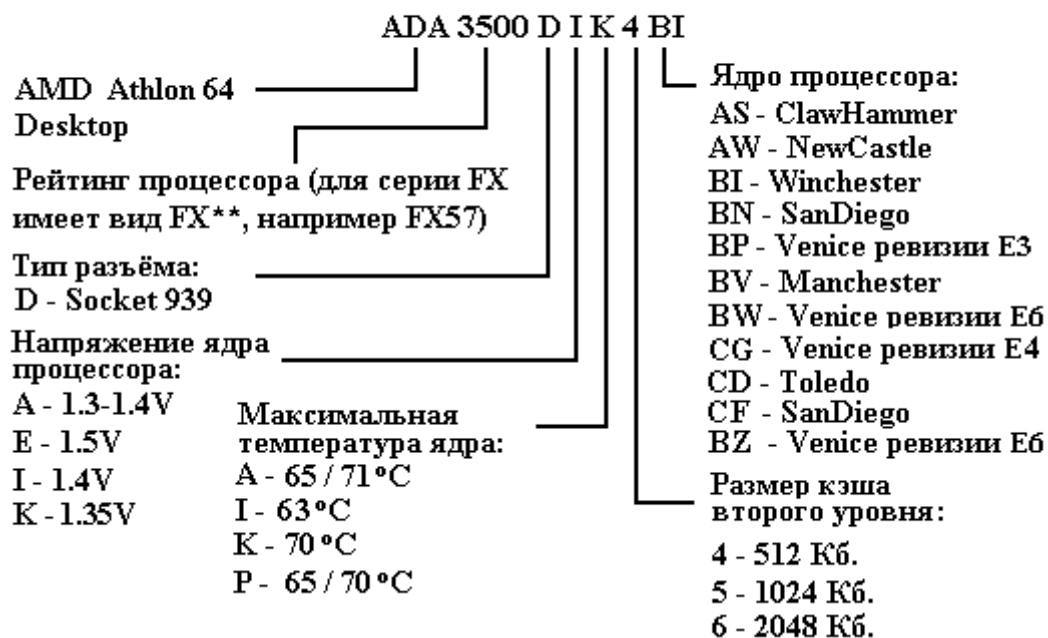 ADA 3500 D I K 4 BI
AMD Athlon 64
Desktop
Рейтинг процессора (для серии FX
имеет вид FX**, например FX57)
Тип разъёма:
D - Socket 939
Напряжение ядра
процессора:
A - 1.3-1.4V
E - 1.5V
I - 1.4V
K - 1.35V
Максимальная
температура ядра:
A - 65 / 71°C
I - 63°C
K - 70°C
P - 65 / 70°C
Ядро процессора:
AS - ClawHammer
AW - NewCastle
BI - Winchester
BN - SanDiego
BP - Venice ревизии E3
BV - Manchester
BW - Venice ревизии E6
CG - Venice ревизии E4
CD - Toledo
CF - SanDiego
BZ - Venice ревизии E6
Размер кэша
второго уровня:
4 - 512 Кб.
5 - 1024 Кб.
6 - 2048 Кб.